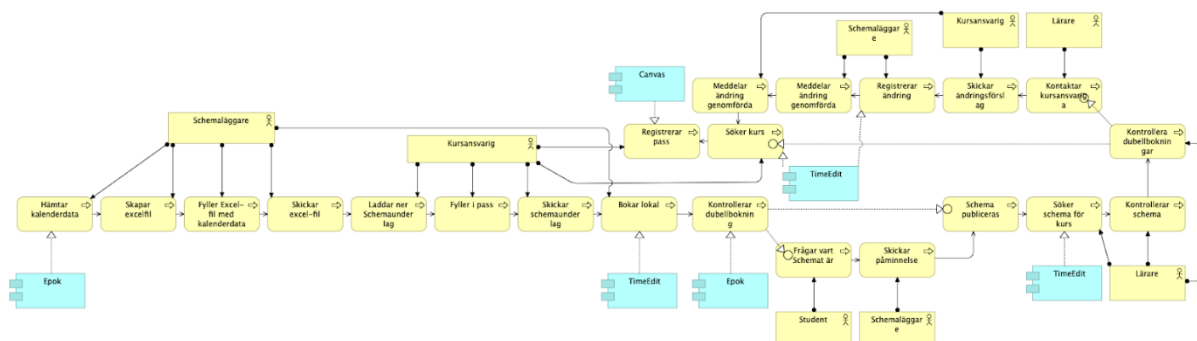 Kursansvarig
Lärare
Schemaläggar
e
Canvas
Meddelar
ändring
genomförda
Meddelar
ändring
genomförda
Registrerar
ändring
Skickar
ändringsförsl
ag
Kontaktar
kursansvarig
a
Schemaläggare
Kursansvarig
Registrerar
pass
Söker kurs
Kontrollera
dubellboknin
gar
TimeEdit
Hämtar
kalenderdata
Skapar
excelfil
Fyller Excel-
fil med
kalenderdata
Skickar
excel-fil
Laddar ner
Schemaunder
lag
Fyller i pass
Skickar
schemaunder
lag
Bokar lokal
Kontrollerar
dubellboknin
g
Schema
publiceras
Söker
schema för
kurs
Kontrollerar
schema
Frågar vart
Schemat är
Skickar
påminnelse
Epok
TimeEdit
Epok
TimeEdit
Lärare
Student
Schemaläggar
e